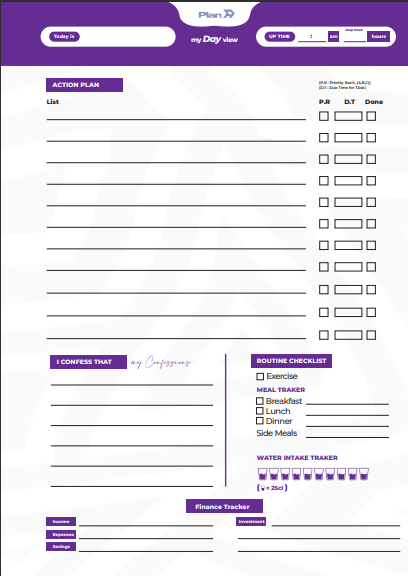 Plan
Today is
my Day view
UP TIME : am
sleep hours
hours
ACTION PLAN
(P.R : Priority Rank, (A,B,C))
(D.T : Due Time for TAsk)
List P.R D.T Done
I CONFESS THAT my Confessions
ROUTINE CHECKLIST
Exercise
MEAL TRAKER
Breakfast
Lunch
Dinner
Side Meals
WATER INTAKE TRAKER
( = 25cl )
Finance Tracker
Income Investment
Expenses
Savings